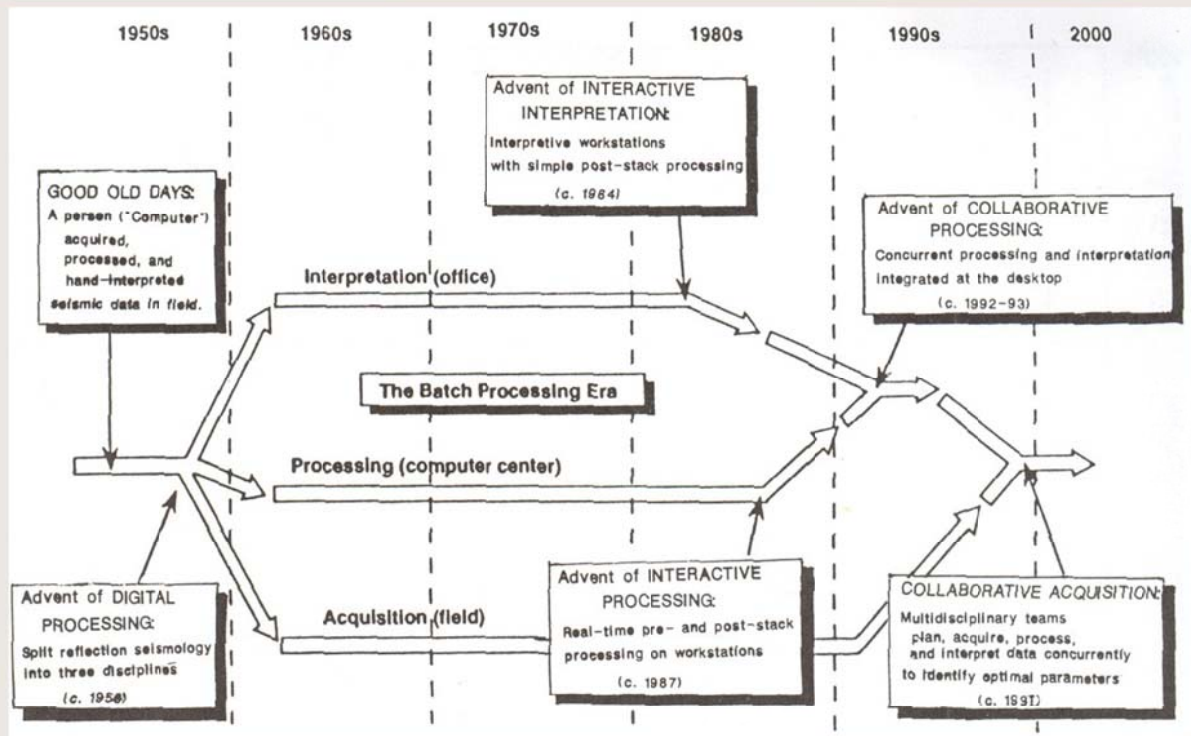 1950s 1960s 1970s 1980s 1990s 2000
Advent of INTERACTIVE
INTERPRETATION:
Interpretive workstations
with simple post-stack processing
(c. 1984)
GOOD OLD DAYS:
A person ("Computer")
acquired,
processed, and
hand-interpreted
seismic data in field.
Advent of COLLABORATIVE
PROCESSING:
Concurrent processing and interpretation
integrated at the desktop
(c. 1992-93)
Interpretation (office)
The Batch Processing Era
Processing (computer center)
Advent of DIGITAL
PROCESSING:
Split reflection seismology
into three disciplines
(c. 1956)
Acquisition (field)
Advent of INTERACTIVE
PROCESSING:
Real-time pre- and post-stack
processing on workstations
(c. 1987)
COLLABORATIVE ACQUISITION:
Multidisciplinary teams
plan, acquire, process,
and interpret data concurrently
to identify optimal parameters